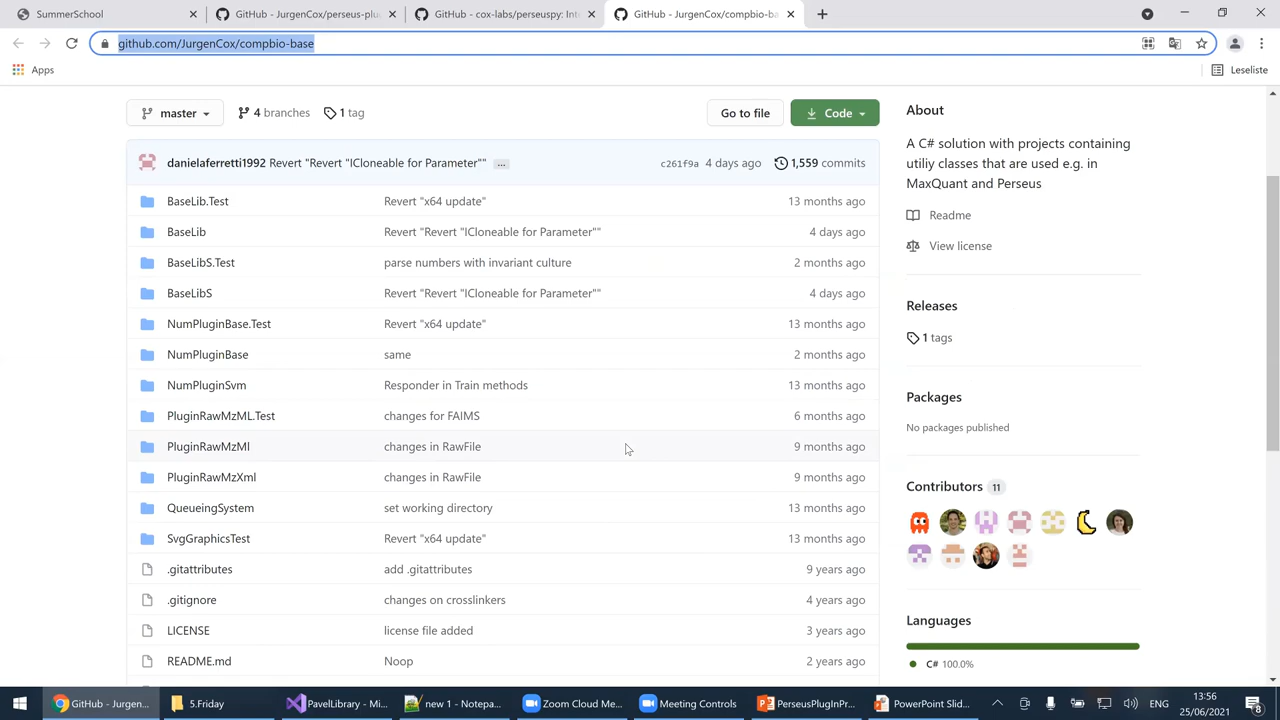 SummerSchool
GitHub - JurgenCox/perseus-plu
GitHub - cox-labs/perseuspy: Int
GitHub - JurgenCox/compbio-ba
github.com/JurgenCox/compbio-base
Apps
Leseliste
master
4 branches
1 tag
Go to file
Code
About
A C# solution with projects containing
utiliy classes that are used e.g. in
MaxQuant and Perseus
danielaferretti1992 Revert "Revert "ICloneable for Parameter""
...
c261f9a 4 days ago
1,559 commits
BaseLib.Test Revert "x64 update" 13 months ago
BaseLib Revert "Revert "ICloneable for Parameter"" 4 days ago
BaseLibS.Test parse numbers with invariant culture 2 months ago
BaseLibS Revert "Revert "ICloneable for Parameter"" 4 days ago
NumPluginBase.Test Revert "x64 update" 13 months ago
NumPluginBase same 2 months ago
NumPluginSvm Responder in Train methods 13 months ago
PluginRawMzML.Test changes for FAIMS 6 months ago
PluginRawMzMl changes in RawFile 9 months ago
PluginRawMzXml changes in RawFile 9 months ago
QueueingSystem set working directory 13 months ago
SvgGraphicsTest Revert "x64 update" 13 months ago
.gitattributes add .gitattributes 9 years ago
.gitignore changes on crosslinkers 4 years ago
LICENSE license file added 3 years ago
README.md Noop 2 years ago
Readme
View license
Releases
1 tags
Packages
No packages published
Contributors 11
Languages
C# 100.0%
GitHub - Jurgen...
5.Friday
PavelLibrary - Mi...
new 1 - Notepa...
Zoom Cloud Me...
Meeting Controls
PerseusPlugInPr...
PowerPoint Slid...
ENG
13:56
25/06/2021
8